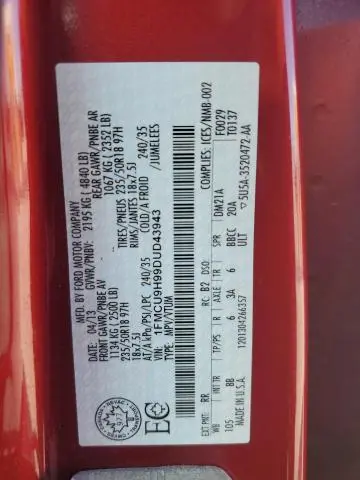 MFD. BY FORD MOTOR COMPANY
DATE: 04/13 GVWR/PNBV: 2195 KG ( 4840 LB)
FRONT GAWR/PNBE AV REAR GAWR/PNBE AR
1134 KG ( 2500 LB) 1067 KG ( 2352 LB)
235/50R18 97H TIRES/PNEUS 235/50R18 97H
18x7.5J RIMS/JANTES 18x7.5J
AT/A kPa/PSI/LPC 240/35 COLD/A FROID 240/35
VIN: 1FMCU9H99DUD43943 /JUMELEES
TYPE: MPV/VTUM
EC
EXT PNT: RR RC: B2 DSO: F0029
WB INT TR TP/PS R AXLE TR SPR T0137
105 BB 6 3A 6 BBCC 20A
MADE IN U.S.A. ULT
1201304266357
DM21A
ICES/NMB-002
5U5A-3520472-AA